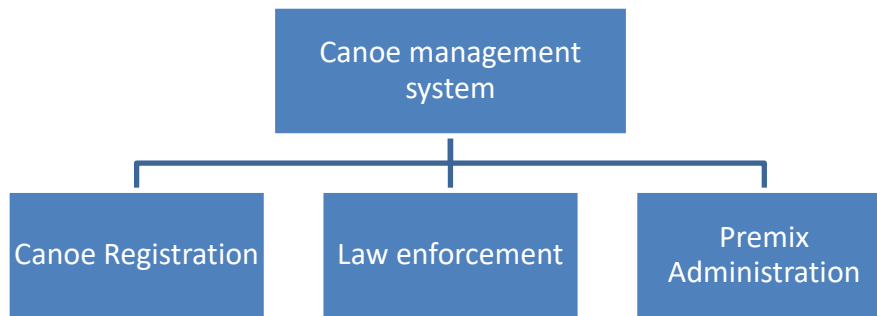 Canoe management
system
Canoe Registration
Law enforcement
Premix
Administration